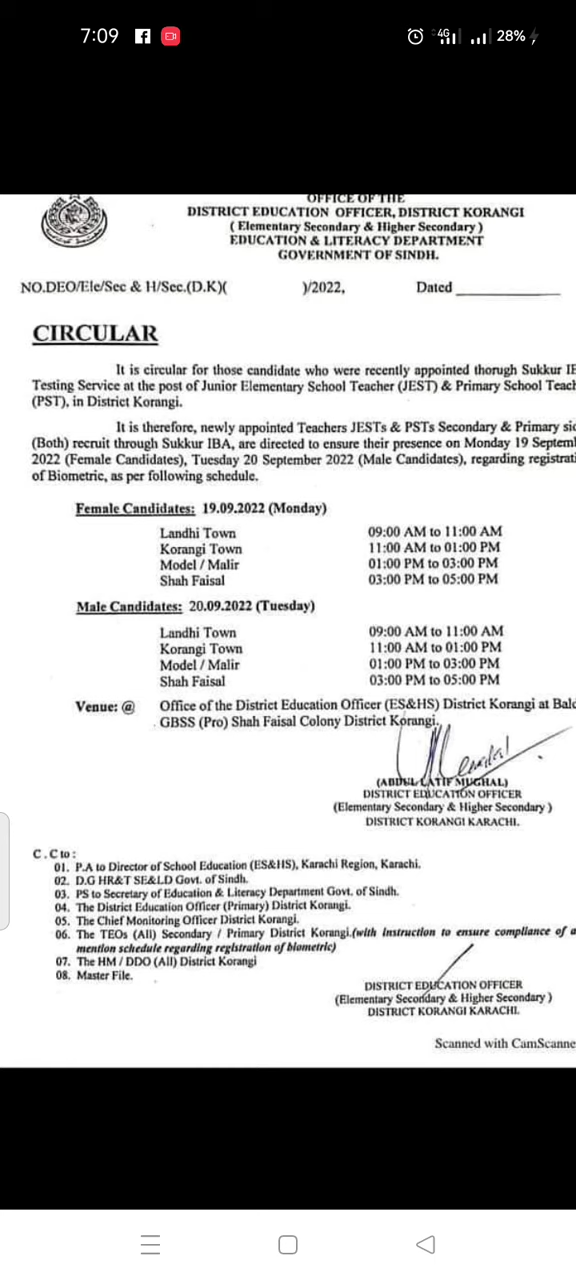 7:09
4G 28%
OFFICE OF THE
DISTRICT EDUCATION OFFICER, DISTRICT KORANGI
( Elementary Secondary & Higher Secondary )
EDUCATION & LITERACY DEPARTMENT
GOVERNMENT OF SINDH.
NO.DEO/Ele/Sec & H/Sec.(D.K)( )/2022, Dated
CIRCULAR
It is circular for those candidate who were recently appointed thorugh Sukkur IB
Testing Service at the post of Junior Elementary School Teacher (JEST) & Primary School Teach
(PST), in District Korangi.
It is therefore, newly appointed Teachers JESTs & PSTs Secondary & Primary sid
(Both) recruit through Sukkur IBA, are directed to ensure their presence on Monday 19 Septem
2022 (Female Candidates), Tuesday 20 September 2022 (Male Candidates), regarding registrati
of Biometric, as per following schedule.
Female Candidates: 19.09.2022 (Monday)
Landhi Town 09:00 AM to 11:00 AM
Korangi Town 11:00 AM to 01:00 PM
Model / Malir 01:00 PM to 03:00 PM
Shah Faisal 03:00 PM to 05:00 PM
Male Candidates: 20.09.2022 (Tuesday)
Landhi Town 09:00 AM to 11:00 AM
Korangi Town 11:00 AM to 01:00 PM
Model / Malir 01:00 PM to 03:00 PM
Shah Faisal 03:00 PM to 05:00 PM
Venue: @ Office of the District Education Officer (ES&HS) District Korangi at Bald
GBSS (Pro) Shah Faisal Colony District Korangi.
(ABDUL LATIF MUGHAL)
DISTRICT EDUCATION OFFICER
(Elementary Secondary & Higher Secondary )
DISTRICT KORANGI KARACHI.
C.C to :
01. P.A to Director of School Education (ES&HS), Karachi Region, Karachi.
02. D.G HR&T SE&LD Govt. of Sindh.
03. PS to Secretary of Education & Literacy Department Govt. of Sindh.
04. The District Education Officer (Primary) District Korangi.
05. The Chief Monitoring Officer District Korangi.
06. The TEOs (All) Secondary / Primary District Korangi.(with instruction to ensure compliance of a
mention schedule regarding registration of biometric)
07. The HM / DDO (All) District Korangi
08. Master File.
DISTRICT EDUCATION OFFICER
(Elementary Secondary & Higher Secondary )
DISTRICT KORANGI KARACHI.
Scanned with CamScanne